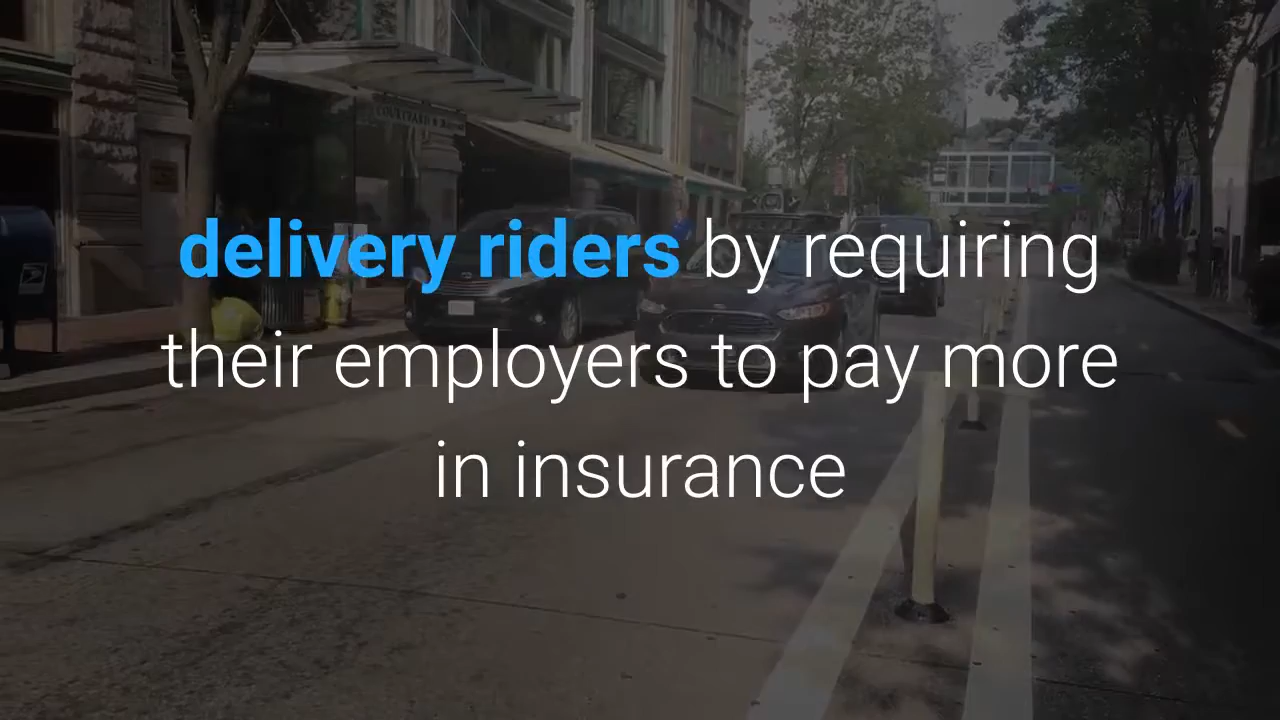 delivery riders by requiring
their employers to pay more
in insurance